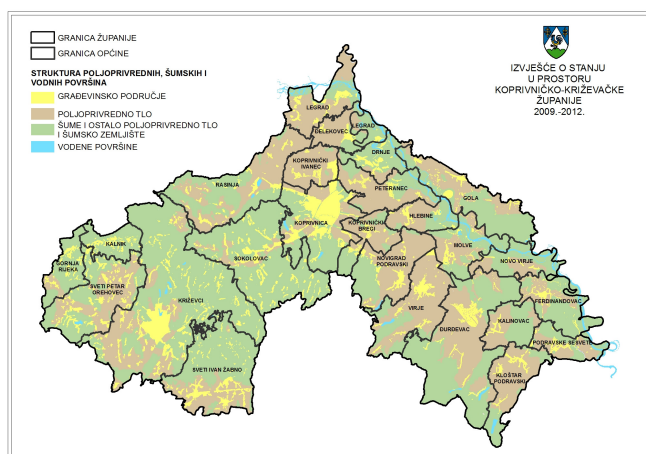 GRANICA ŽUPANIJE
GRANICA OPĆINE
STRUKTURA POLJOPRIVREDNIH, ŠUMSKIH I
VODNIH POVRŠINA
GRAĐEVINSKO PODRUČJE
POLJOPRIVREDNO TLO
ŠUME I OSTALO POLJOPRIVREDNO TLO
I ŠUMSKO ZEMLJIŠTE
VODENE POVRŠINE
IZVJEŠĆE O STANJU
U PROSTORU
KOPRIVNIČKO-KRIŽEVAČKE
ŽUPANIJE
2009.-2012.
LEGRAD
LEGRAD
ĐELEKOVEC
DRNJE
KOPRIVNIČKI
IVANEC
RASINJA
PETERANEC
GOLA
HLEBINE
KOPRIVNICA
KOPRIVNIČKI
BREGI
MOLVE
KALNIK
GORNJA
RIJEKA
SOKOLOVAC
NOVIGRAD
PODRAVSKI
NOVO VIRJE
SVETI PETAR
OREHOVEC
KRIŽEVCI
FERDINANDOVAC
VIRJE
KALINOVAC
ĐURĐEVAC
PODRAVSKE SESVETE
SVETI IVAN ŽABNO
KLOŠTAR
PODRAVSKI